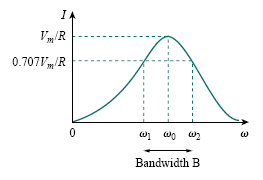 I
Vm/R
0.707Vm/R
0 ω1 ω0 ω2 ω
Bandwidth B